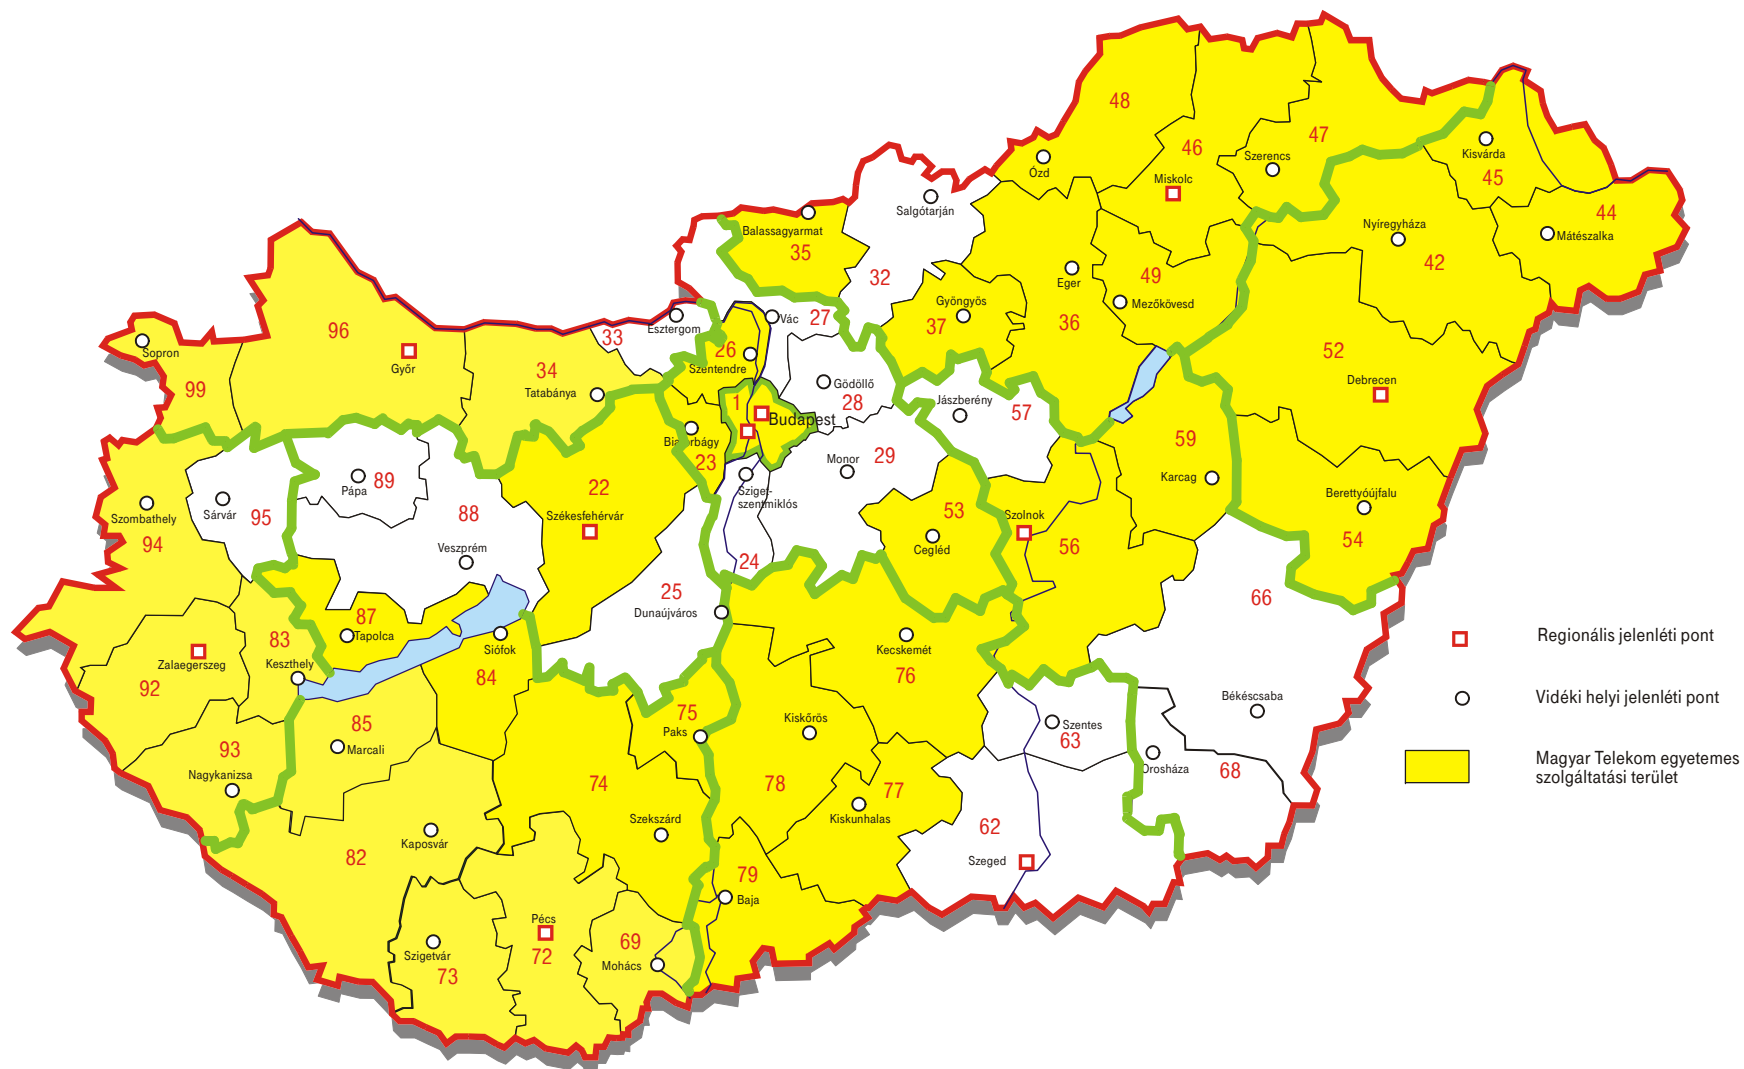 48
47
46
Szerencs
Kisvárda
45
Ózd
Miskolc
44
Mátészalka
Salgótarján
Nyíregyháza
42
Balassagyarmat
35
32
Eger
49
Mezőkövesd
Gyöngyös
37
36
96
Győr
Sopron
99
33
Esztergom
Vác
27
26
Szentendre
34
Tatabánya
Gödöllő
28
Jászberény
57
52
Debrecen
1
Budapest
Biatorbágy
23
59
Karcag
Monor
29
Pápa
89
Sárvár
95
88
Veszprém
22
Székesfehérvár
Sziget-
szentmiklós
53
Cegléd
Szolnok
56
Berettyóújfalu
54
Szombathely
94
24
25
Dunaújváros
66
87
Tapolca
83
Keszthely
Zalaegerszeg
92
Siófok
84
Kecskemét
76
Regionális jelenléti pont
Békéscsaba
Vidéki helyi jelenléti pont
85
Marcali
93
Nagykanizsa
75
Paks
Kiskőrös
78
Szentes
63
Orosháza
68
Magyar Telekom egyetemes
szolgáltatási terület
74
Szekszárd
77
Kiskunhalas
Kaposvár
82
62
Szeged
79
Baja
Pécs
72
Szigetvár
73
69
Mohács